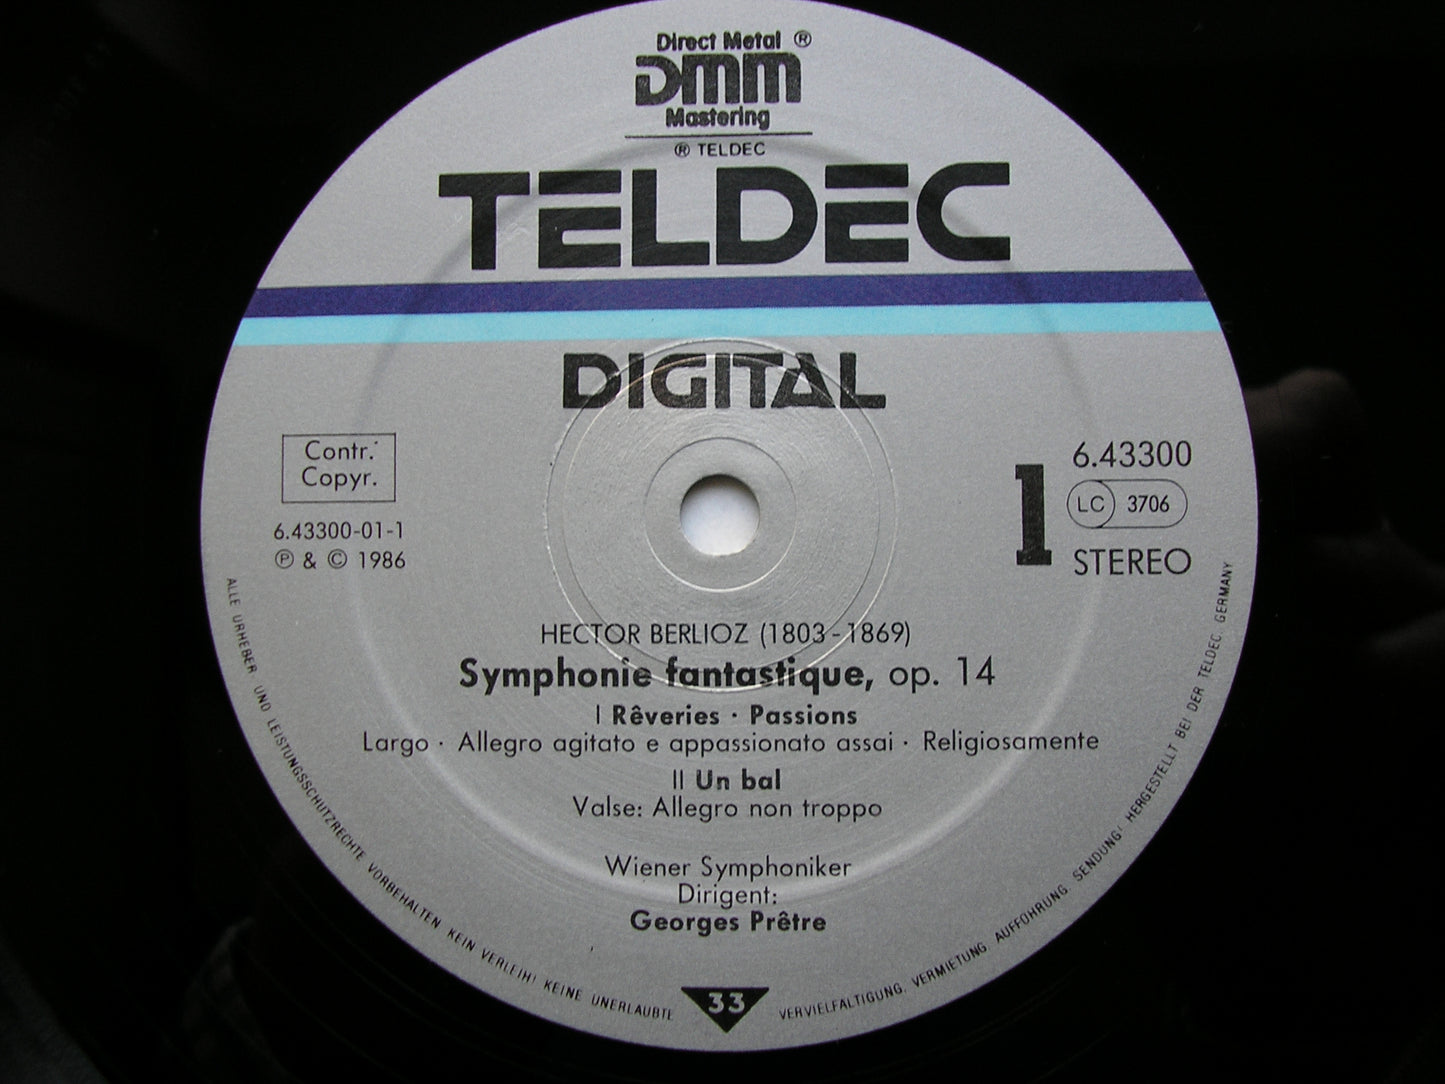 Direct Metal ®
DMM
Mastering
® TELDEC
TELDEC
DIGITAL
Contr.
Copyr.
6.43300-01-1
℗ & © 1986
6.43300
1
LC 3706
STEREO
HECTOR BERLIOZ (1803-1869)
Symphonie fantastique, op. 14
I Rêveries · Passions
Largo · Allegro agitato e appassionato assai · Religiosamente
II Un bal
Valse: Allegro non troppo
Wiener Symphoniker
Dirigent:
Georges Prêtre
33
ALLE URHEBER UND LEISTUNGSSCHUTZRECHTE VORBEHALTEN KEIN VERLEIH! KEINE UNERLAUBTE VERVIELFÄLTIGUNG, VERMIETUNG AUFFÜHRUNG SENDUNG! HERGESTELLT BEI DER TELDEC GERMANY